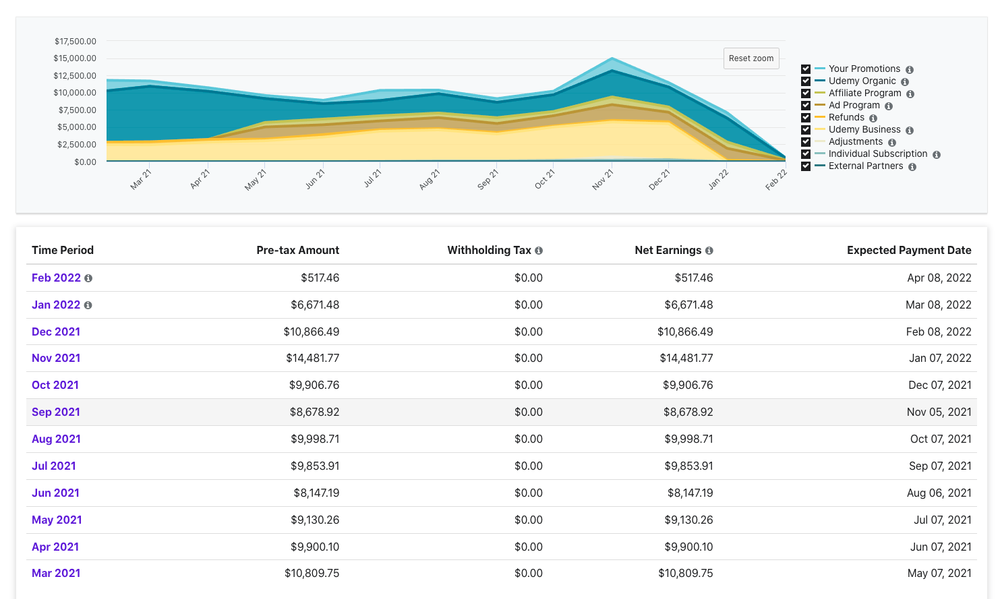 $17,500.00
$15,000.00
$12,500.00
$10,000.00
$7,500.00
$5,000.00
$2,500.00
$0.00
Mar 21 Apr 21 May 21 Jun 21 Jul 21 Aug 21 Sep 21 Oct 21 Nov 21 Dec 21 Jan 22 Feb 22
Reset zoom
Your Promotions
Udemy Organic
Affiliate Program
Ad Program
Refunds
Udemy Business
Adjustments
Individual Subscription
External Partners
Time Period Pre-tax Amount Withholding Tax Net Earnings Expected Payment Date
Feb 2022 $517.46 $0.00 $517.46 Apr 08, 2022
Jan 2022 $6,671.48 $0.00 $6,671.48 Mar 08, 2022
Dec 2021 $10,866.49 $0.00 $10,866.49 Feb 08, 2022
Nov 2021 $14,481.77 $0.00 $14,481.77 Jan 07, 2022
Oct 2021 $9,906.76 $0.00 $9,906.76 Dec 07, 2021
Sep 2021 $8,678.92 $0.00 $8,678.92 Nov 05, 2021
Aug 2021 $9,998.71 $0.00 $9,998.71 Oct 07, 2021
Jul 2021 $9,853.91 $0.00 $9,853.91 Sep 07, 2021
Jun 2021 $8,147.19 $0.00 $8,147.19 Aug 06, 2021
May 2021 $9,130.26 $0.00 $9,130.26 Jul 07, 2021
Apr 2021 $9,900.10 $0.00 $9,900.10 Jun 07, 2021
Mar 2021 $10,809.75 $0.00 $10,809.75 May 07, 2021